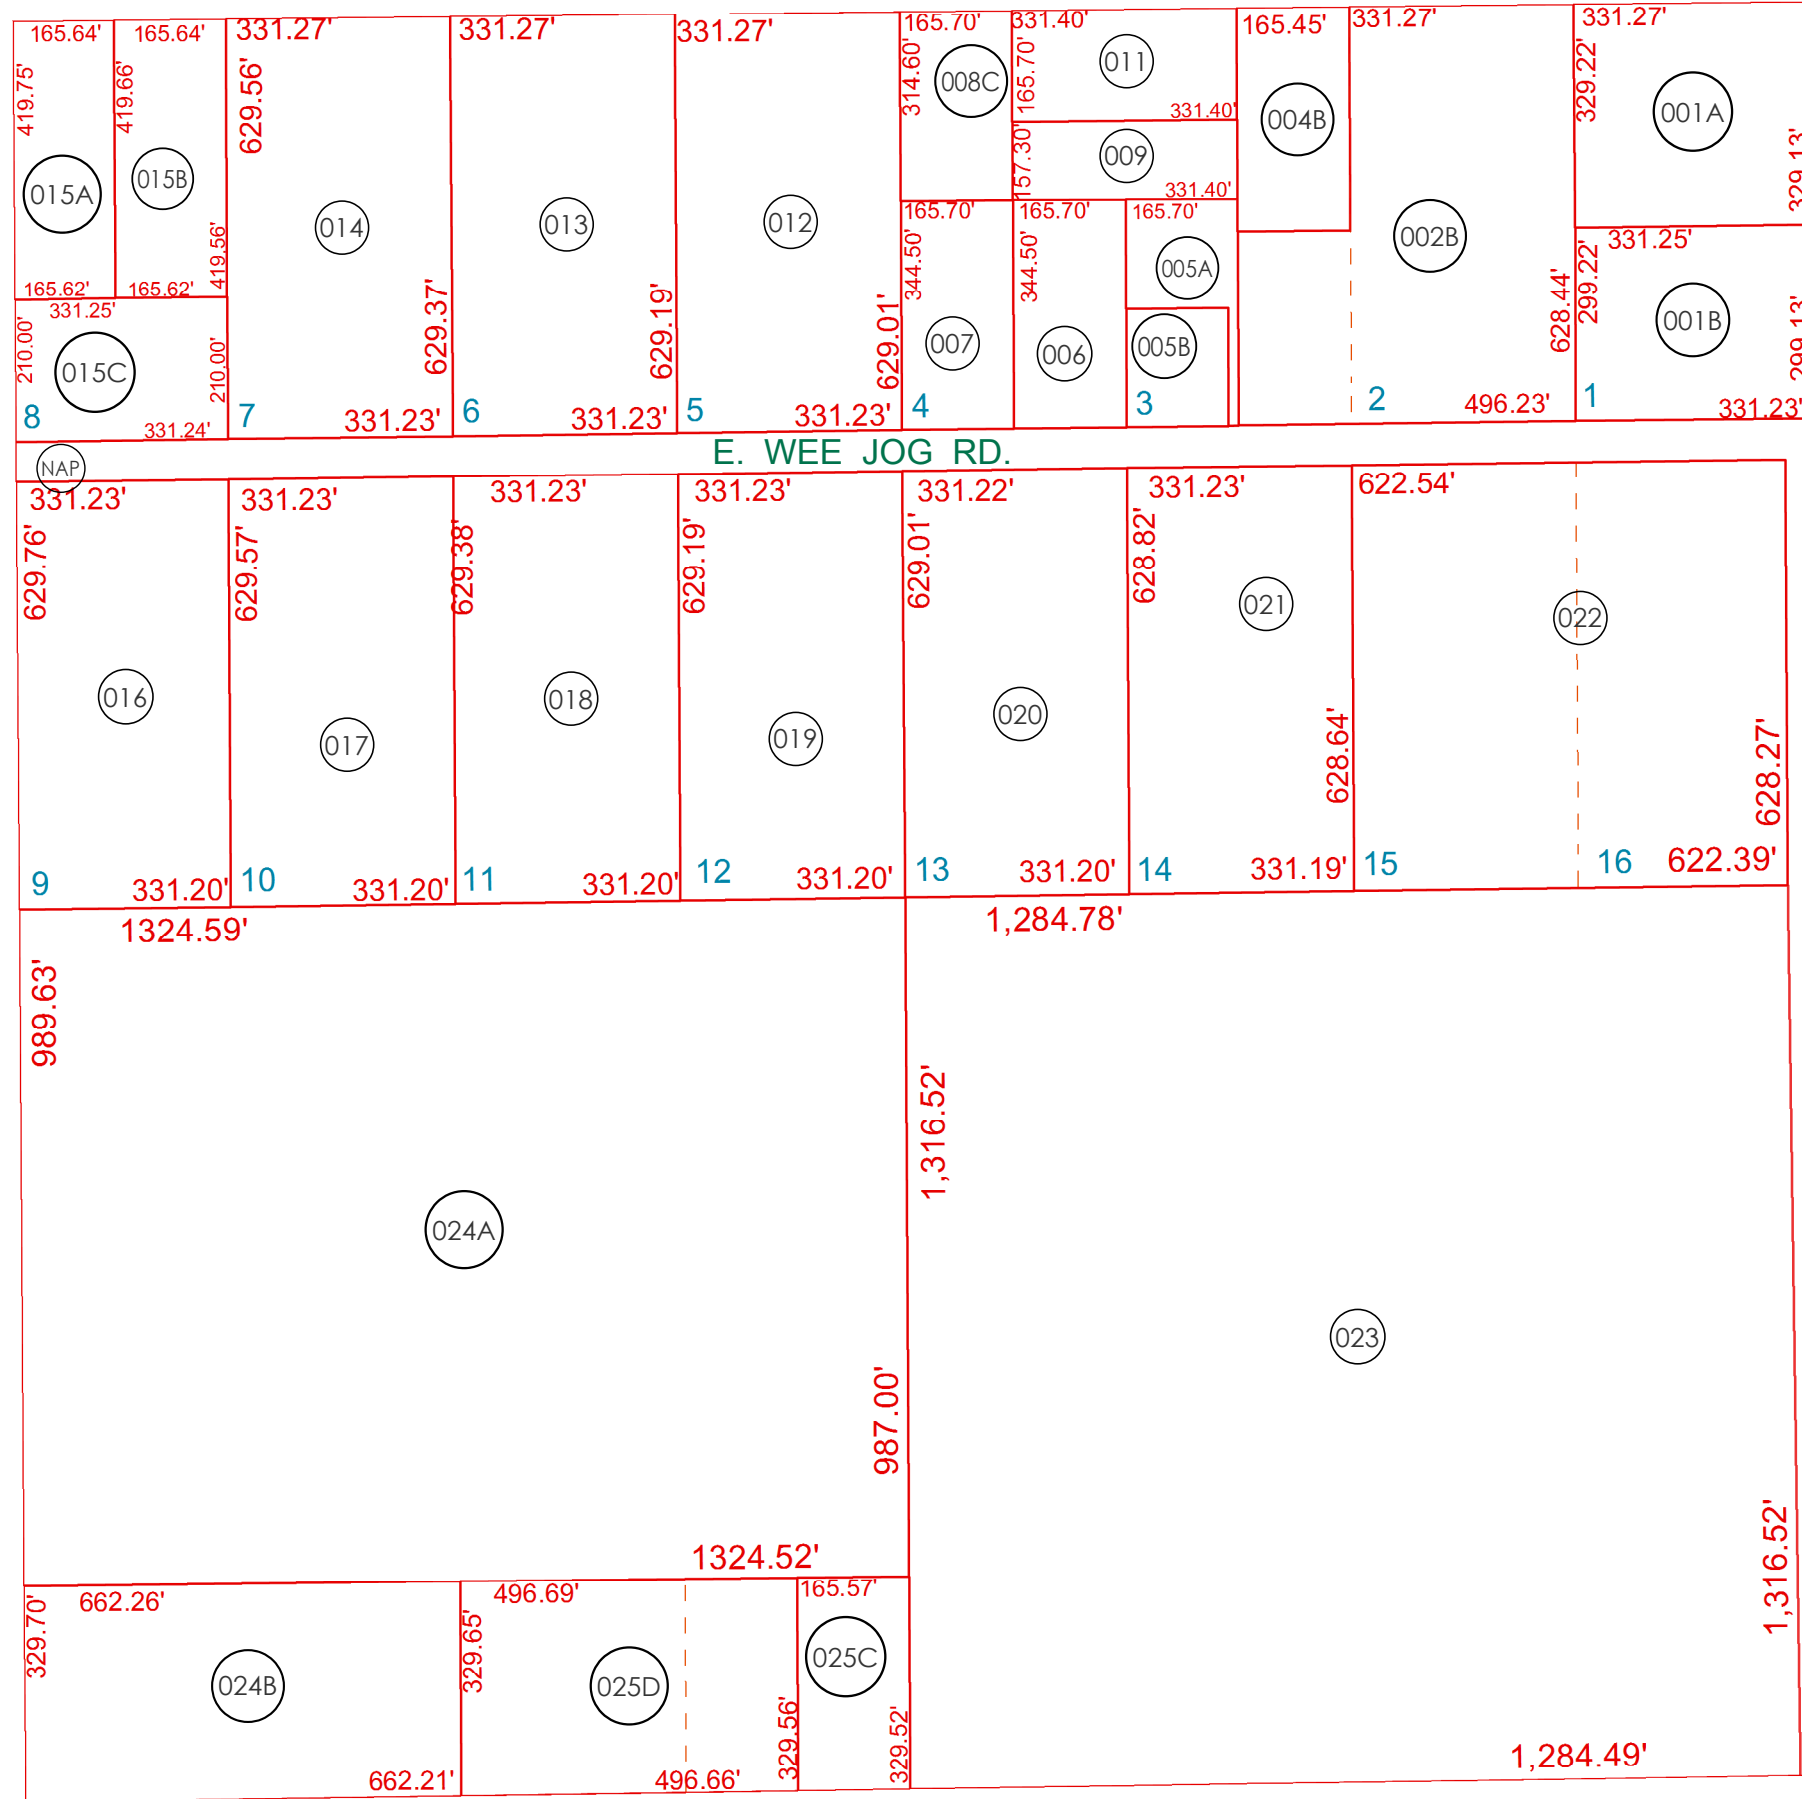 165.64' 165.64' 331.27' 331.27' 331.27' 165.70' 331.40' 165.45' 331.27' 331.27'
419.75' 419.66' 629.56' 314.60' 165.70' 329.22'
008C 011 004B 001A
331.40'
015A 015B 014 013 012 157.30' 009 002B 329.13'
331.40'
165.70' 165.70' 165.70'
419.56' 344.50' 344.50' 005A 331.25'
165.62' 165.62' 629.37' 629.19' 629.01' 628.44' 299.22'
331.25'
210.00' 015C 210.00' 007 006 005B 001B 299.13'
8 331.24' 7 331.23' 6 331.23' 5 331.23' 4 3 2 496.23' 1 331.23'
E. WEE JOG RD.
NAP
331.23' 331.23' 331.23' 331.23' 331.22' 331.23' 622.54'
629.76' 629.57' 629.38' 629.19' 629.01' 628.82'
021 022
016 017 018 019 020 628.64' 628.27'
9 331.20' 10 331.20' 11 331.20' 12 331.20' 13 331.20' 14 331.19' 15 16 622.39'
1324.59' 1,284.78'
989.63' 1,316.52'
024A
023
987.00'
1324.52' 1,316.52'
662.26' 496.69' 165.57'
329.70' 329.65'
024B 025D 025C
329.56' 329.52'
662.21' 496.66' 1,284.49'